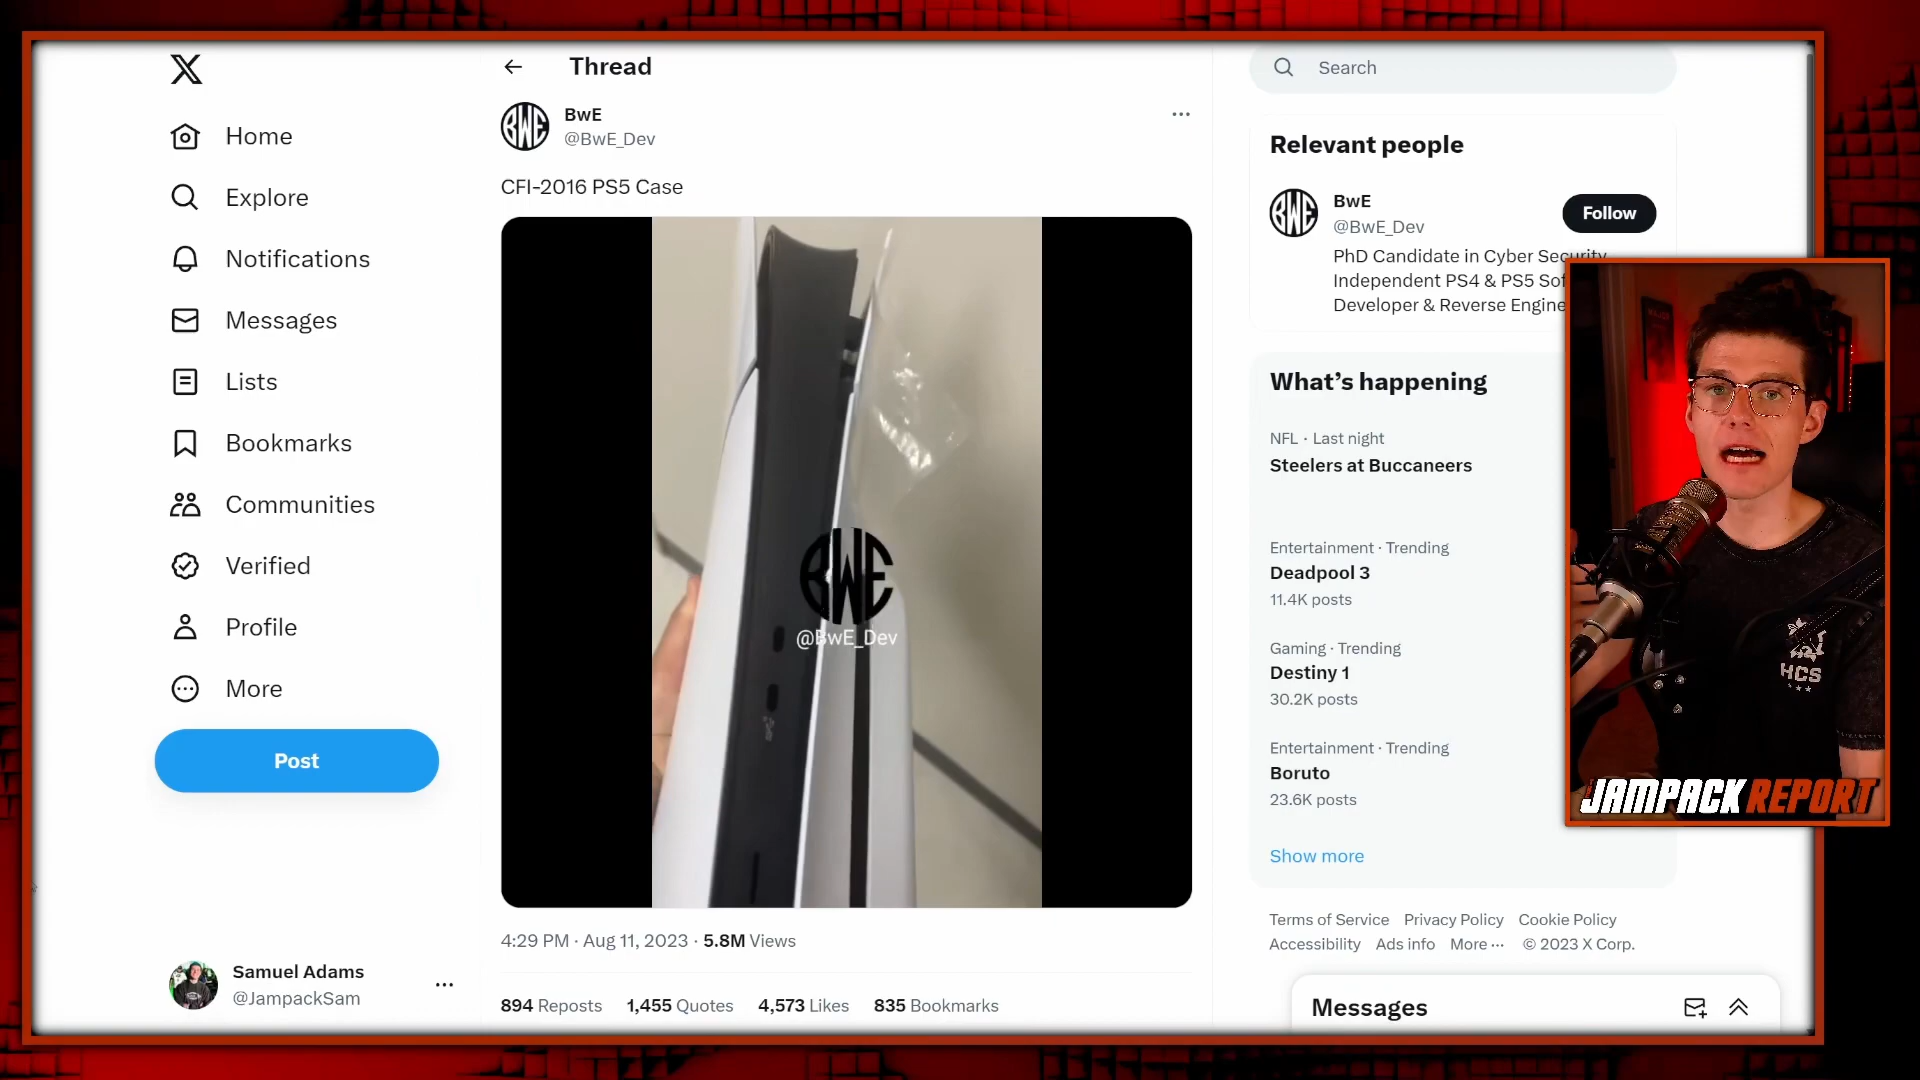 Home
Explore
Notifications
Messages
Lists
Bookmarks
Communities
Verified
Profile
More
Post
Samuel Adams
@JampackSam
Thread
BWE
BwE
@BwE_Dev
CFI-2016 PS5 Case
BWE
@BwE_Dev
4:29 PM · Aug 11, 2023 · 5.8M Views
894 Reposts 1,455 Quotes 4,573 Likes 835 Bookmarks
Search
Relevant people
BWE
BwE
@BwE_Dev
Follow
PhD Candidate in Cyber Security
Independent PS4 & PS5
Developer & Reverse
What's happening
NFL · Last night
Steelers at Buccaneers
Entertainment · Trending
Deadpool 3
11.4K posts
Gaming · Trending
Destiny 1
30.2K posts
Entertainment · Trending
Boruto
23.6K posts
Show more
Terms of Service Privacy Policy Cookie Policy
Accessibility Ads info More ··· © 2023 X Corp.
Messages
HCS
JAMPACK REPORT